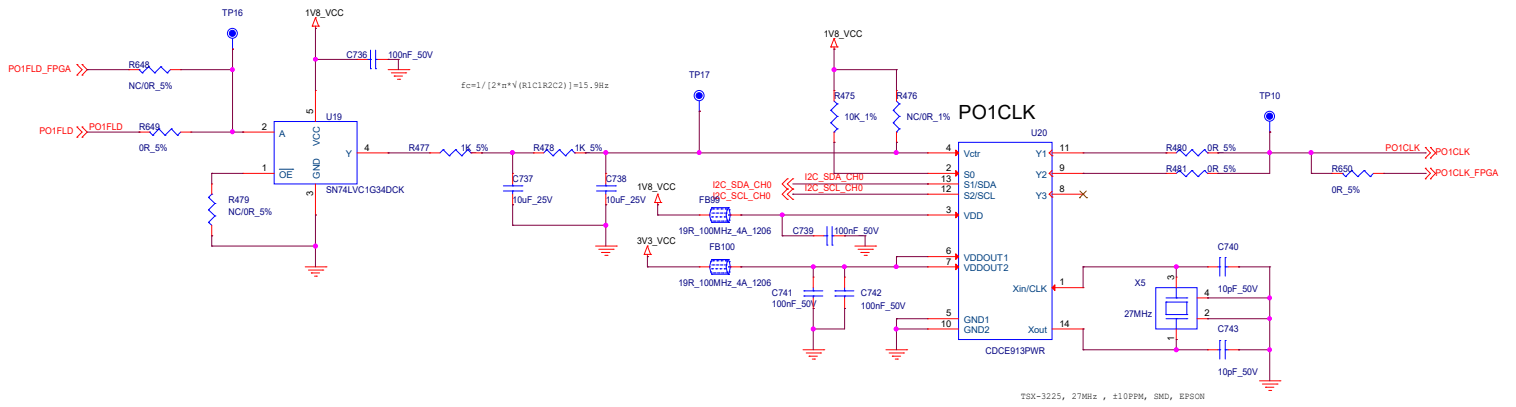 TP16
1V8_VCC
C736
100nF_50V
PO1FLD_FPGA
R648
NC/0R_5%
PO1FLD
PO1FLD
R649
0R_5%
U19
5
2
A
VCC
Y
4
1
OE
GND
3
SN74LVC1G34DCK
R479
NC/0R_5%
fc=1/[2*π*√(R1C1R2C2)]=15.9Hz
R477
1K_5%
R478
1K_5%
C737
10uF_25V
C738
10uF_25V
TP17
1V8_VCC
R475
10K_1%
R476
NC/0R_1%
PO1CLK
U20
I2C_SDA_CH0
I2C_SDA_CH0
I2C_SCL_CH0
I2C_SCL_CH0
1V8_VCC
FB99
19R_100MHz_4A_1206
C739
100nF_50V
3V3_VCC
FB100
19R_100MHz_4A_1206
C741
100nF_50V
C742
100nF_50V
4
Vctr
2
S0
13
S1/SDA
12
S2/SCL
3
VDD
6
VDDOUT1
7
VDDOUT2
5
GND1
10
GND2
Y1
11
Y2
9
Y3
8
Xin/CLK
1
Xout
14
CDCE913PWR
R480
0R_5%
R481
0R_5%
TP10
PO1CLK
PO1CLK
R650
0R_5%
PO1CLK_FPGA
C740
10pF_50V
X5
27MHz
3
4
2
1
C743
10pF_50V
TSX-3225, 27MHz , ±10PPM, SMD, EPSON